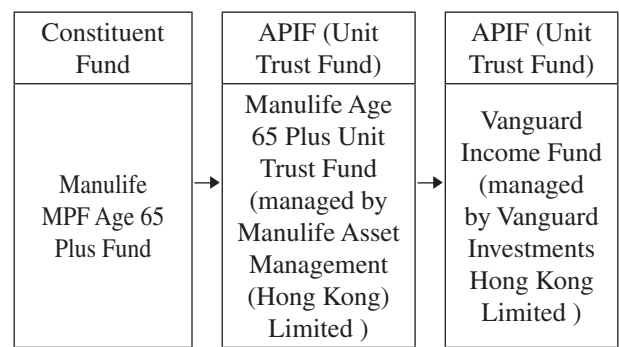 Constituent
Fund
Manulife
MPF Age 65
Plus Fund
APIF (Unit
Trust Fund)
Manulife Age
65 Plus Unit
Trust Fund
(managed by
Manulife Asset
Management
(Hong Kong)
Limited )
APIF (Unit
Trust Fund)
Vanguard
Income Fund
(managed
by Vanguard
Investments
Hong Kong
Limited )